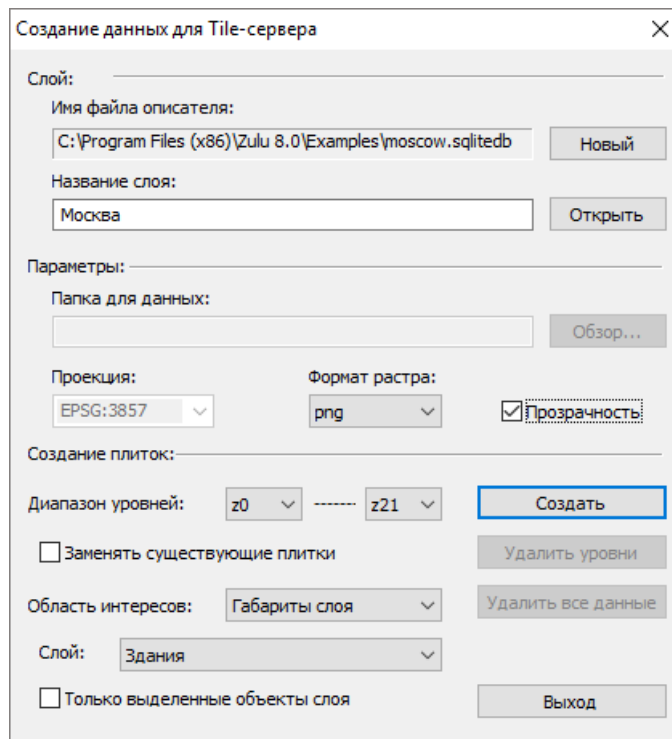 Создание данных для Tile-сервера
Слой:
Имя файла описателя:
C:\Program Files (x86)\Zulu 8.0\Examples\moscow.sqlitedb
Новый
Название слоя:
Москва
Открыть
Параметры:
Папка для данных:
Обзор...
Проекция:
Формат растра:
EPSG:3857
png
Прозрачность
Создание плиток:
Диапазон уровней:
z0
z21
Создать
Заменять существующие плитки
Удалить уровни
Область интересов:
Габариты слоя
Удалить все данные
Слой:
Здания
Только выделенные объекты слоя
Выход